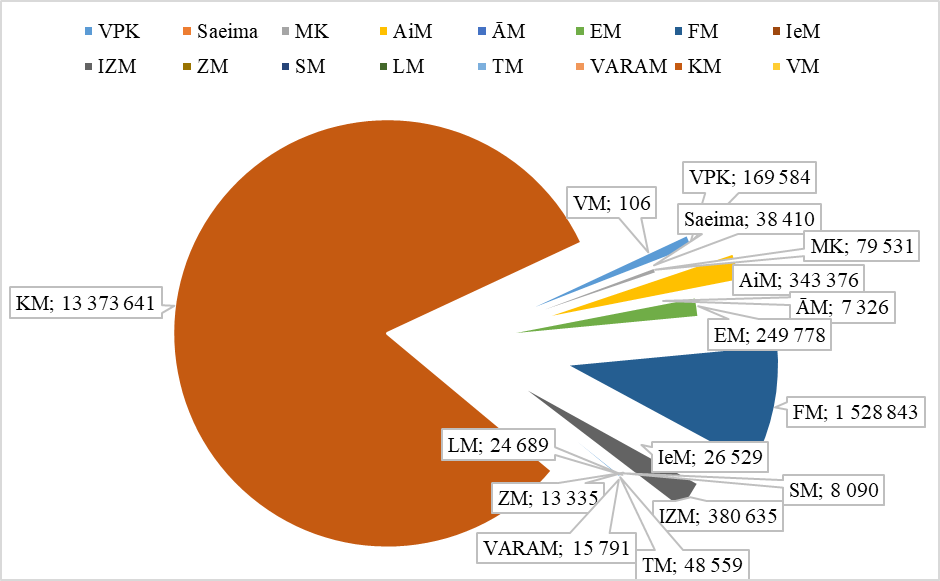 VPK Saeima MK AiM ĀM EM FM IeM
IZM ZM SM LM TM VARAM KM VM
VPK; 169 584
VM; 106
Saeima; 38 410
MK; 79 531
AiM; 343 376
KM; 13 373 641
ĀM; 7 326
EM; 249 778
FM; 1 528 843
LM; 24 689
IeM; 26 529
SM; 8 090
ZM; 13 335
IZM; 380 635
VARAM; 15 791
TM; 48 559